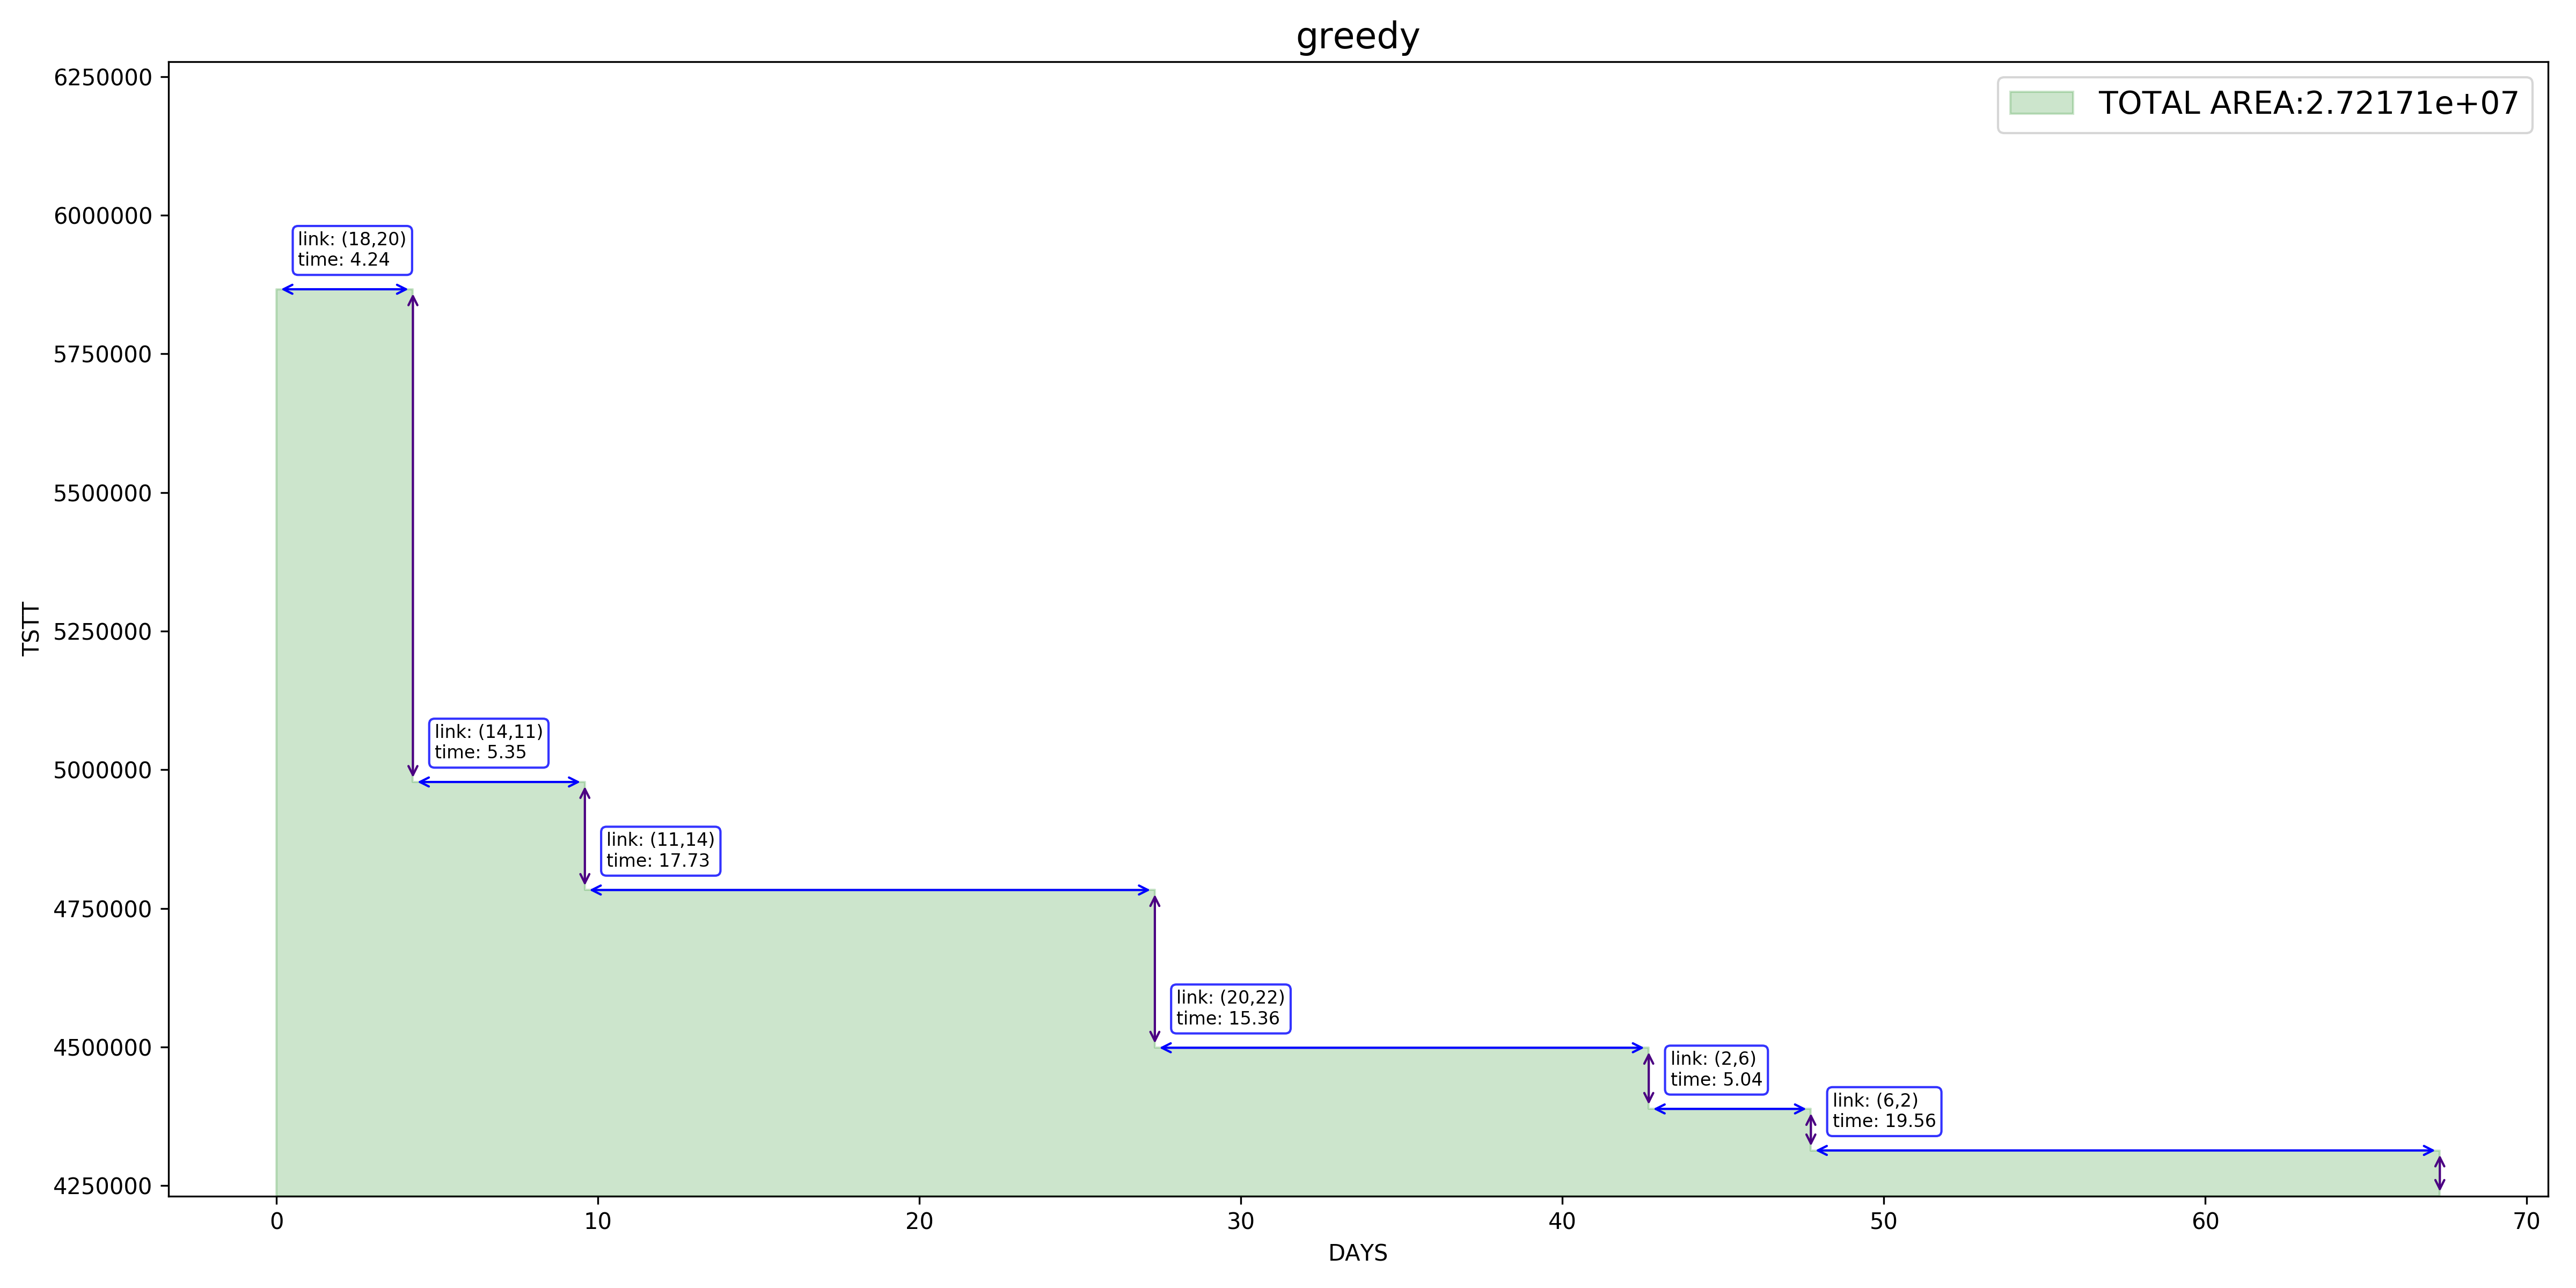 greedy
TOTAL AREA:2.72171e+07
TSTT
6250000
6000000
5750000
5500000
5250000
5000000
4750000
4500000
4250000
link: (18,20)
time: 4.24
link: (14,11)
time: 5.35
link: (11,14)
time: 17.73
link: (20,22)
time: 15.36
link: (2,6)
time: 5.04
link: (6,2)
time: 19.56
0 10 20 30 40 50 60 70
DAYS